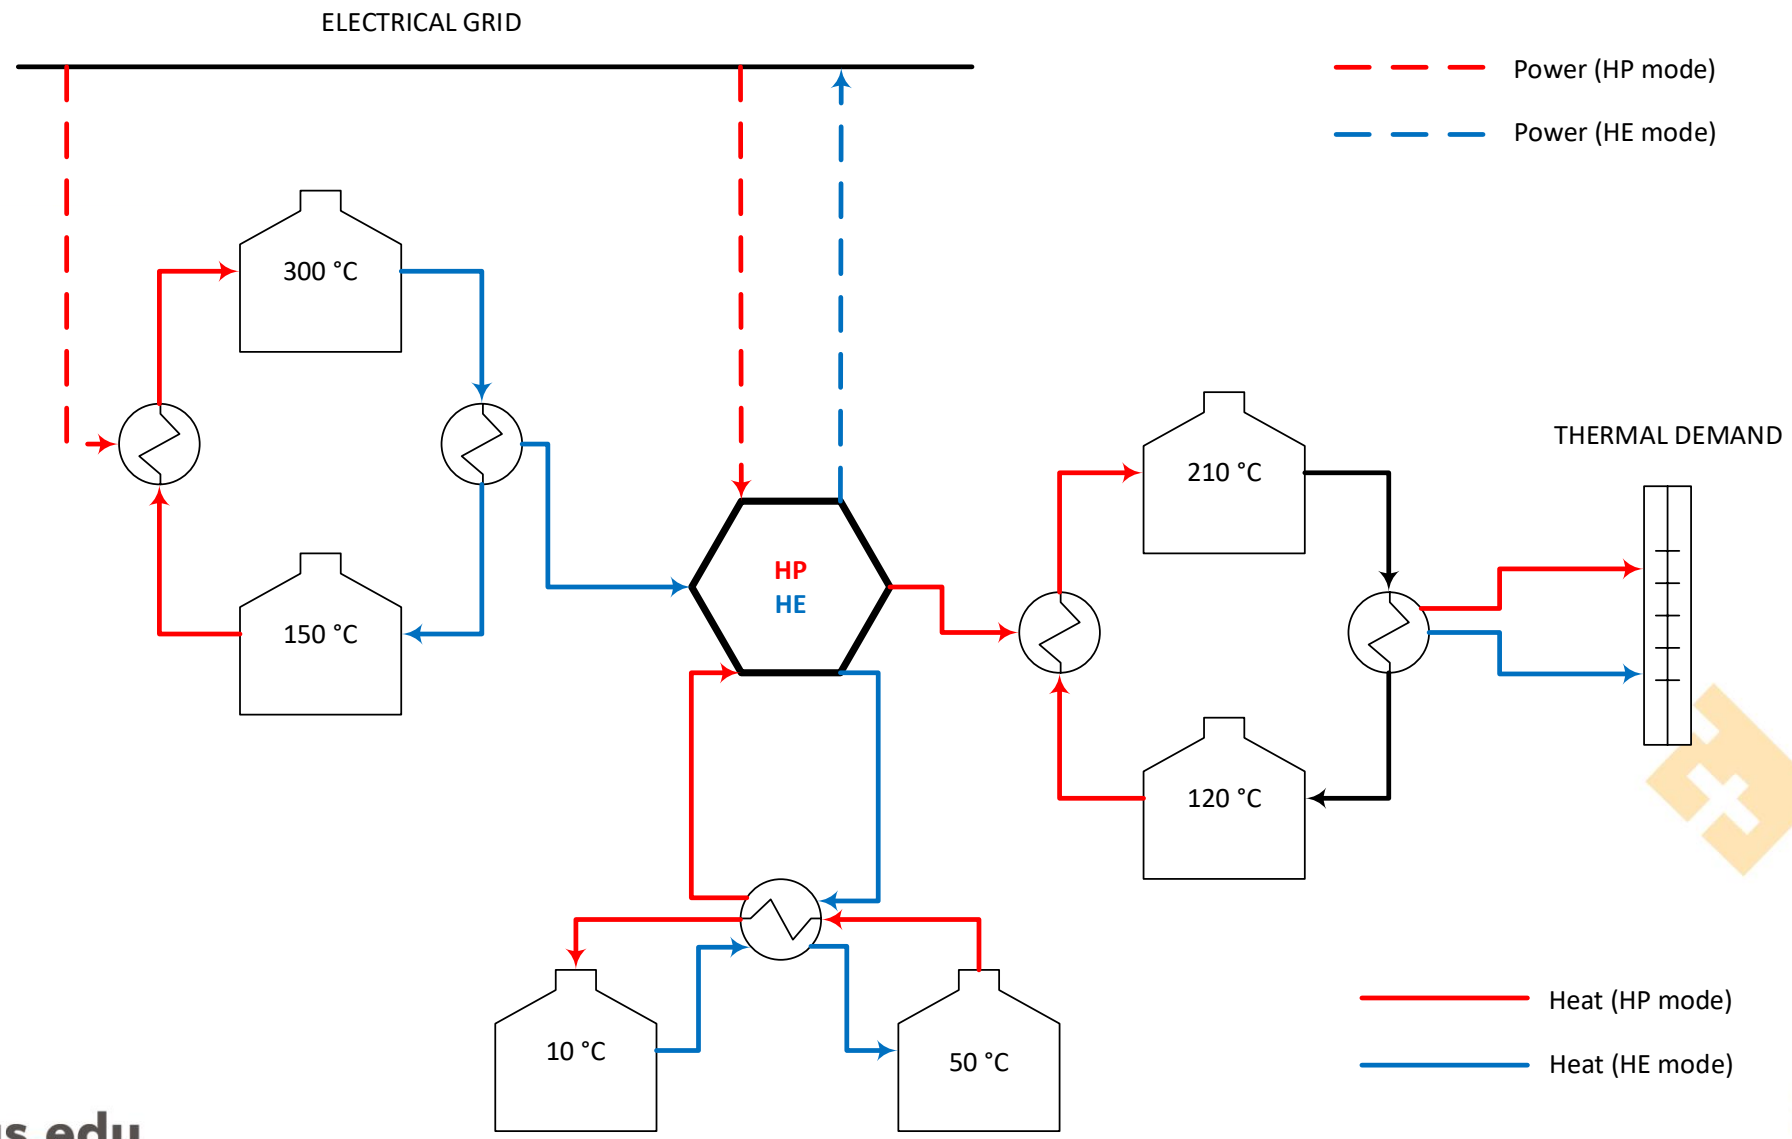 ELECTRICAL GRID
Power (HP mode)
Power (HE mode)
300 °C
210 °C
THERMAL DEMAND
HP
HE
150 °C
120 °C
10 °C
50 °C
Heat (HP mode)
Heat (HE mode)